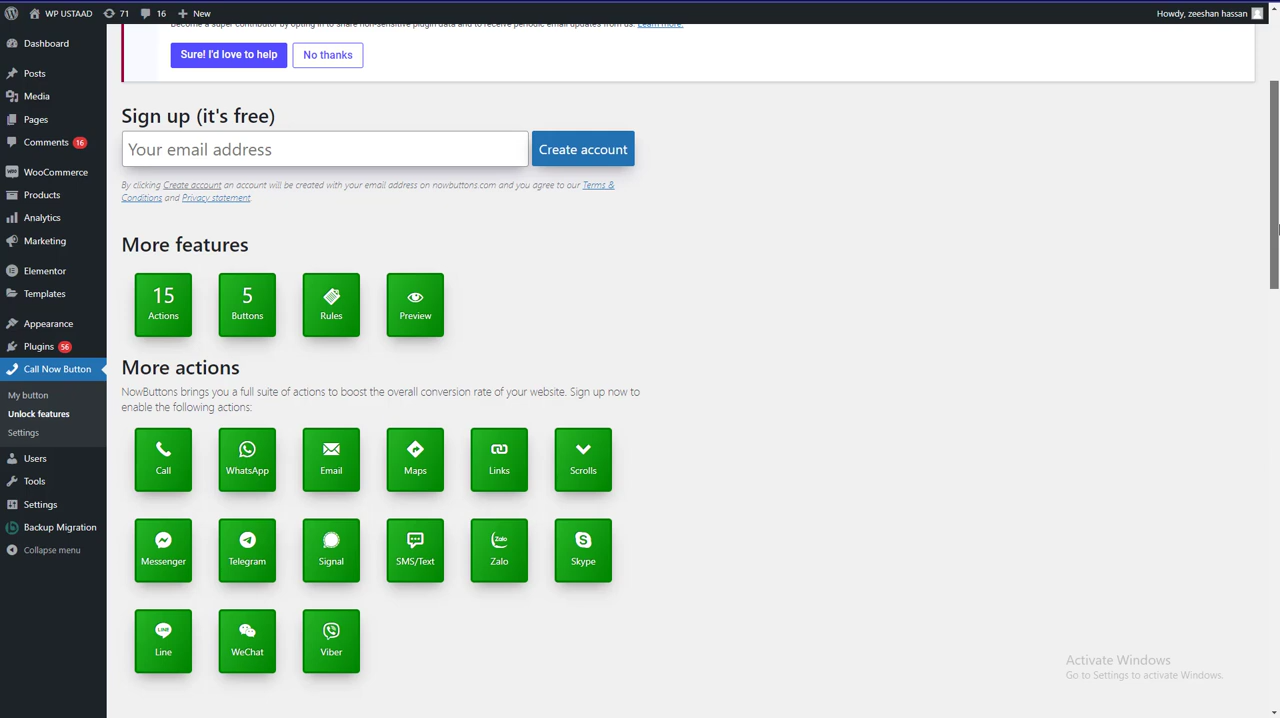 WP USTAAD 71 16 New Howdy, zeeshan hassan
Become a super contributor by opting in to share non-sensitive plugin data and to receive periodic email updates from us. Learn more.
Sure! I'd love to help No thanks
Dashboard
Posts
Media
Pages
Comments 16
WooCommerce
Products
Analytics
Marketing
Elementor
Templates
Appearance
Plugins 56
Call Now Button
My button
Unlock features
Settings
Users
Tools
Settings
Backup Migration
Collapse menu
Sign up (it's free)
Your email address Create account
By clicking Create account an account will be created with your email address on nowbuttons.com and you agree to our Terms &
Conditions and Privacy statement.
More features
15 5
Actions Buttons Rules Preview
More actions
NowButtons brings you a full suite of actions to boost the overall conversion rate of your website. Sign up now to
enable the following actions:
Call WhatsApp Email Maps Links Scrolls
Zalo
Messenger Telegram Signal SMS/Text Zalo Skype
LINE
Line WeChat Viber
Activate Windows
Go to Settings to activate Windows.